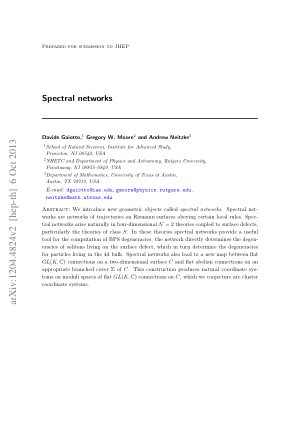 Prepared for submission to JHEP
Spectral networks
Davide Gaiotto,1 Gregory W. Moore2 and Andrew Neitzke3
1School of Natural Sciences, Institute for Advanced Study,
Princeton, NJ 08540, USA
2NHETC and Department of Physics and Astronomy, Rutgers University,
Piscataway, NJ 08855-0849, USA
3Department of Mathematics, University of Texas at Austin,
Austin, TX 78712, USA
E-mail: dgaiotto@ias.edu, gmoore@physics.rutgers.edu,
neitzke@math.utexas.edu
Abstract: We introduce new geometric objects called spectral networks. Spectral net-
works are networks of trajectories on Riemann surfaces obeying certain local rules. Spec-
tral networks arise naturally in four-dimensional N = 2 theories coupled to surface defects,
particularly the theories of class S. In these theories spectral networks provide a useful
tool for the computation of BPS degeneracies: the network directly determines the degen-
eracies of solitons living on the surface defect, which in turn determine the degeneracies
for particles living in the 4d bulk. Spectral networks also lead to a new map between flat
GL(K, C) connections on a two-dimensional surface C and flat abelian connections on an
appropriate branched cover Σ of C. This construction produces natural coordinate sys-
tems on moduli spaces of flat GL(K, C) connections on C, which we conjecture are cluster
coordinate systems.
arXiv:1204.4824v2 [hep-th] 6 Oct 2013